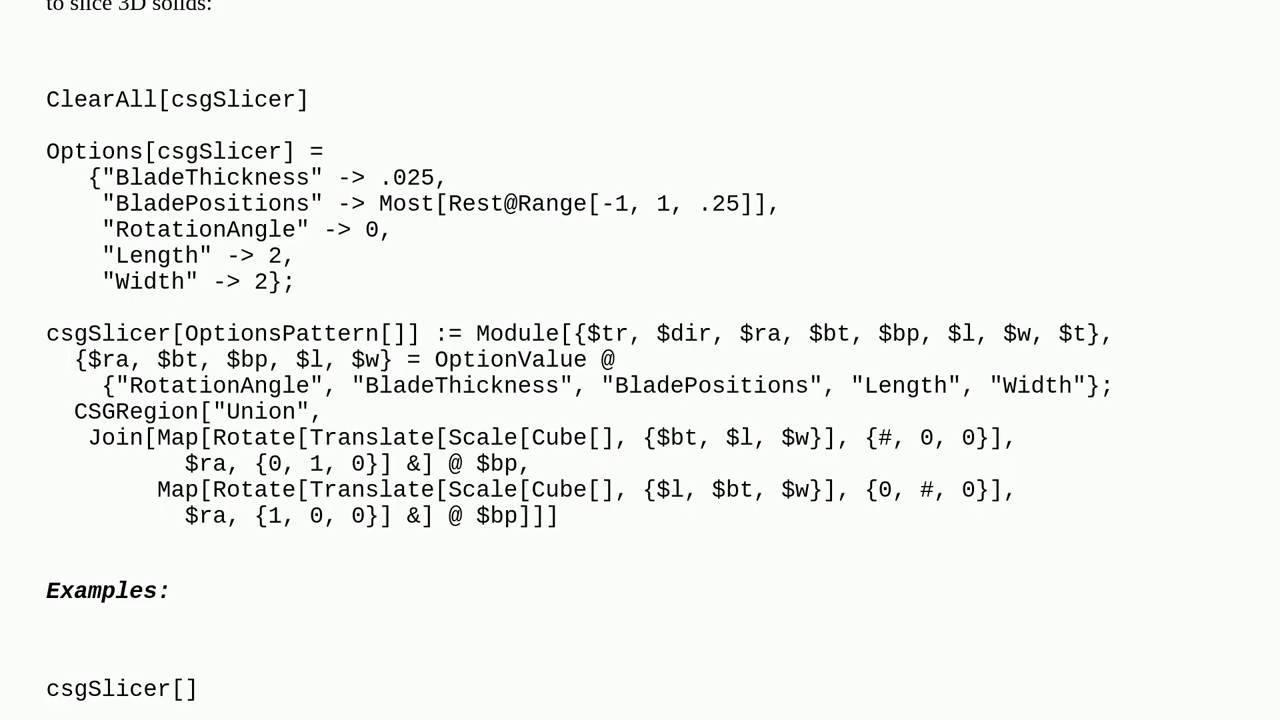 to slice 3D solids:
ClearAll[csgSlicer]
Options[csgSlicer] =
{"BladeThickness" -> .025,
"BladePositions" -> Most[Rest@Range[-1, 1, .25]],
"RotationAngle" -> 0,
"Length" -> 2,
"Width" -> 2};
csgSlicer[OptionsPattern[]] := Module[{$tr, $dir, $ra, $bt, $bp, $l, $w, $t},
{$ra, $bt, $bp, $l, $w} = OptionValue @
{"RotationAngle", "BladeThickness", "BladePositions", "Length", "Width"};
CSGRegion["Union",
Join[Map[Rotate[Translate[Scale[Cube[], {$bt, $l, $w}], {#, 0, 0}],
$ra, {0, 1, 0}] &] @ $bp,
Map[Rotate[Translate[Scale[Cube[], {$l, $bt, $w}], {0, #, 0}],
$ra, {1, 0, 0}] &] @ $bp]]]
Examples:
csgSlicer[]